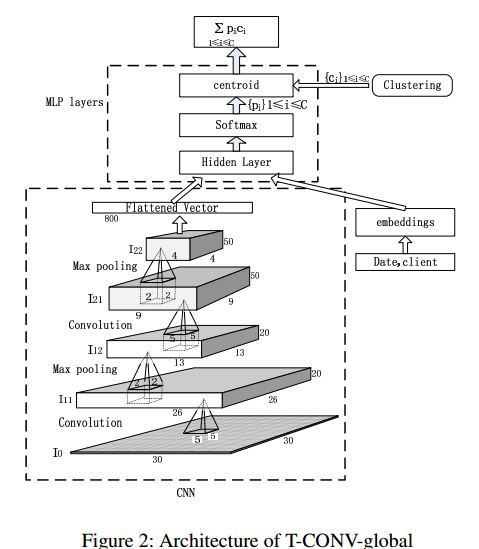 ∑ pᵢcᵢ
1≤i≤C
{cᵢ}1≤i≤C
centroid
Clustering
MLP layers
{pᵢ}1≤i≤C
Softmax
Hidden Layer
Flattened Vector
800
embeddings
I₂₂
50
4
4
Max pooling
Date,client
I₂₁
50
2
2
9
9
Convolution
I₁₂
5
5
20
13
13
Max pooling
I₁₁
2
2
20
26
26
Convolution
I₀
5
5
30
30
CNN
Figure 2: Architecture of T-CONV-global